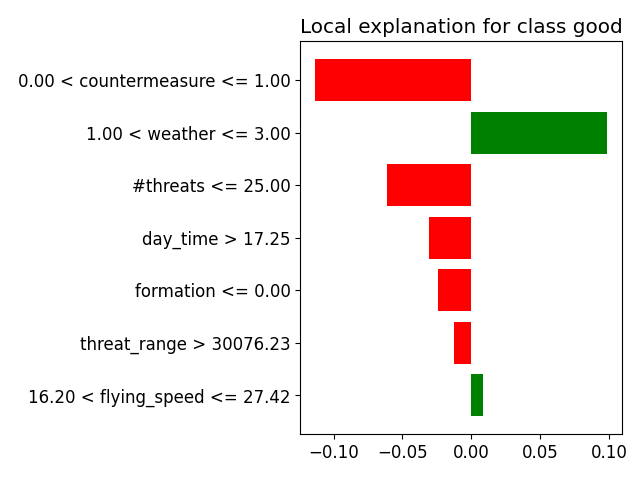 Local explanation for class good
0.00 < countermeasure <= 1.00
1.00 < weather <= 3.00
#threats <= 25.00
day_time > 17.25
formation <= 0.00
threat_range > 30076.23
16.20 < flying_speed <= 27.42
−0.10 −0.05 0.00 0.05 0.10